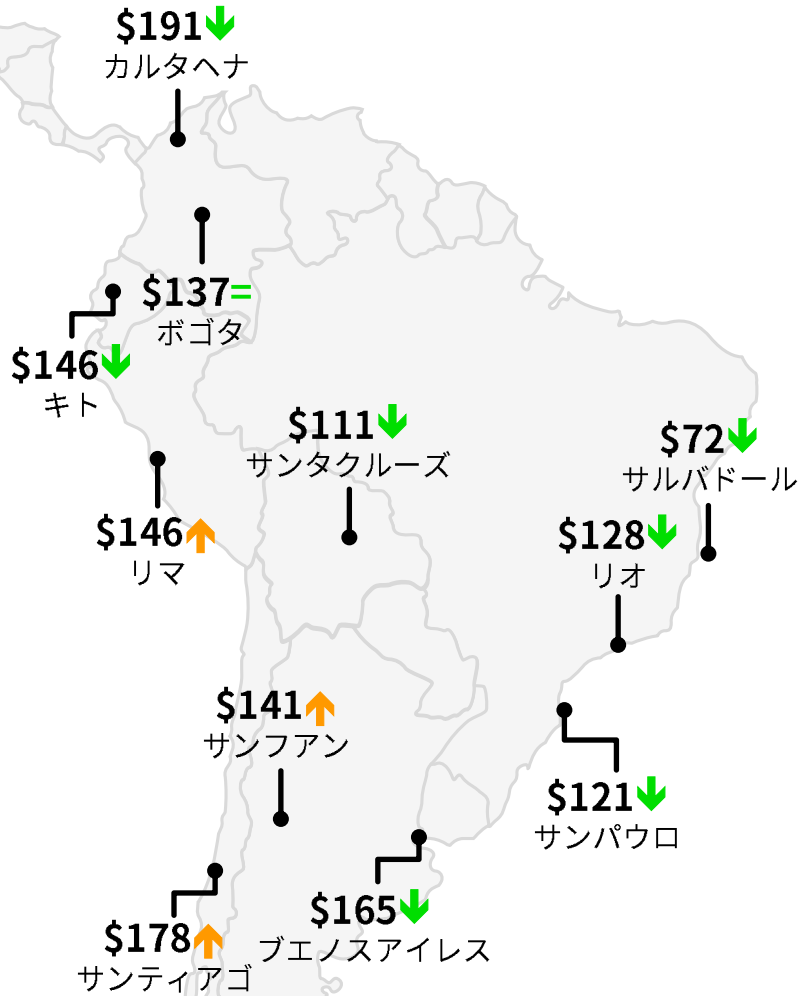 $191↓
カルタヘナ
$137=
ボゴタ
$146↓
キト
$111↓
サンタクルーズ
$72↓
サルバドール
$146↑
リマ
$128↓
リオ
$141↑
サンフアン
$121↓
サンパウロ
$165↓
ブエノスアイレス
$178↑
サンティアゴ